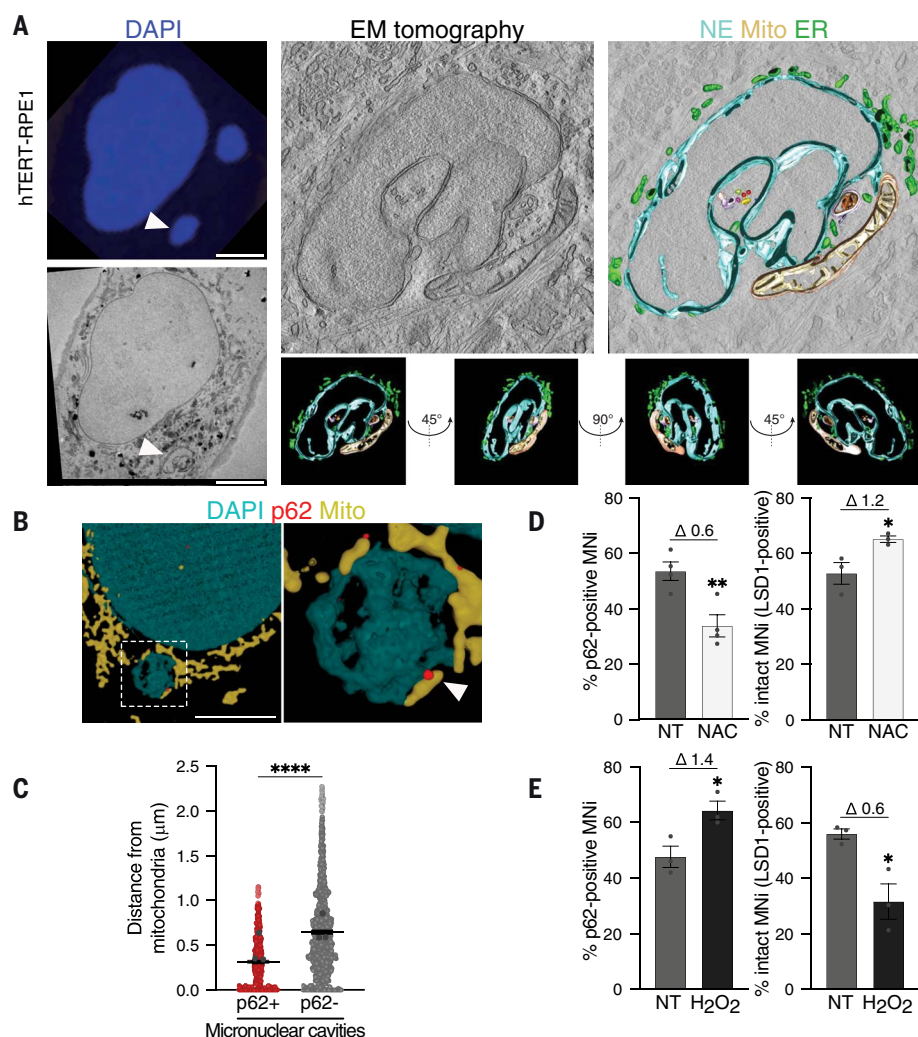 A
DAPI
EM tomography
NE Mito ER
hTERT-RPE1
45°
90°
45°
B
DAPI p62 Mito
C
Distance from
mitochondria (μm)
2.5
2.0
1.5
1.0
0.5
0.0
****
p62+ p62-
Micronuclear cavities
D
% p62-positive MNi
80
60
40
20
0
Δ 0.6
**
NT NAC
% intact MNi (LSD1-positive)
80
60
40
20
0
Δ 1.2
*
NT NAC
E
% p62-positive MNi
80
60
40
20
0
Δ 1.4
*
NT H₂O₂
% intact MNi (LSD1-positive)
80
60
40
20
0
Δ 0.6
*
NT H₂O₂